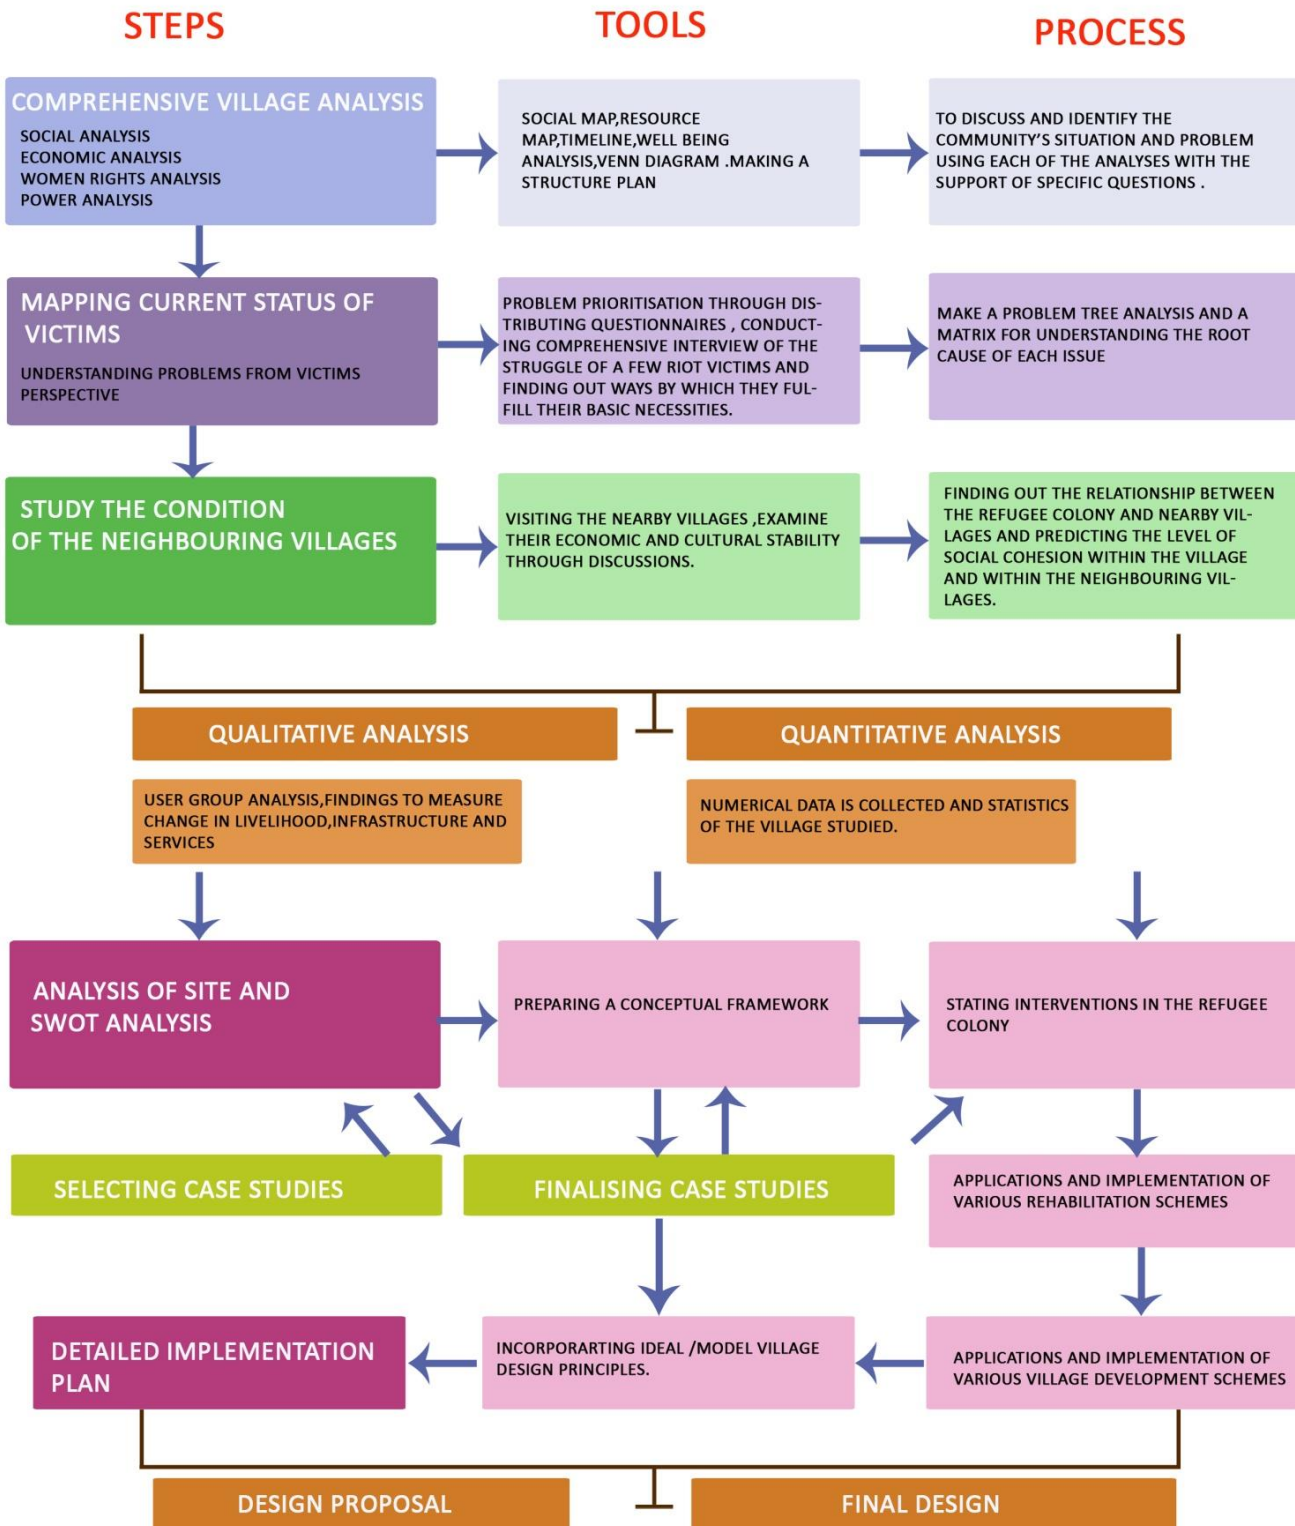 STEPS
TOOLS
PROCESS
COMPREHENSIVE VILLAGE ANALYSIS
SOCIAL ANALYSIS
ECONOMIC ANALYSIS
WOMEN RIGHTS ANALYSIS
POWER ANALYSIS
SOCIAL MAP,RESOURCE
MAP,TIMELINE,WELL BEING
ANALYSIS,VENN DIAGRAM .MAKING A
STRUCTURE PLAN
TO DISCUSS AND IDENTIFY THE
COMMUNITY'S SITUATION AND PROBLEM
USING EACH OF THE ANALYSES WITH THE
SUPPORT OF SPECIFIC QUESTIONS .
MAPPING CURRENT STATUS OF
VICTIMS
UNDERSTANDING PROBLEMS FROM VICTIMS
PERSPECTIVE
PROBLEM PRIORITISATION THROUGH DIS-
TRIBUTING QUESTIONNAIRES , CONDUCT-
ING COMPREHENSIVE INTERVIEW OF THE
STRUGGLE OF A FEW RIOT VICTIMS AND
FINDING OUT WAYS BY WHICH THEY FUL-
FILL THEIR BASIC NECESSITIES.
MAKE A PROBLEM TREE ANALYSIS AND A
MATRIX FOR UNDERSTANDING THE ROOT
CAUSE OF EACH ISSUE
STUDY THE CONDITION
OF THE NEIGHBOURING VILLAGES
VISITING THE NEARBY VILLAGES ,EXAMINE
THEIR ECONOMIC AND CULTURAL STABILITY
THROUGH DISCUSSIONS.
FINDING OUT THE RELATIONSHIP BETWEEN
THE REFUGEE COLONY AND NEARBY VIL-
LAGES AND PREDICTING THE LEVEL OF
SOCIAL COHESION WITHIN THE VILLAGE
AND WITHIN THE NEIGHBOURING VIL-
LAGES.
QUALITATIVE ANALYSIS
QUANTITATIVE ANALYSIS
USER GROUP ANALYSIS,FINDINGS TO MEASURE
CHANGE IN LIVELIHOOD,INFRASTRUCTURE AND
SERVICES
NUMERICAL DATA IS COLLECTED AND STATISTICS
OF THE VILLAGE STUDIED.
ANALYSIS OF SITE AND
SWOT ANALYSIS
PREPARING A CONCEPTUAL FRAMEWORK
STATING INTERVENTIONS IN THE REFUGEE
COLONY
SELECTING CASE STUDIES
FINALISING CASE STUDIES
APPLICATIONS AND IMPLEMENTATION OF
VARIOUS REHABILITATION SCHEMES
DETAILED IMPLEMENTATION
PLAN
INCORPORARTING IDEAL /MODEL VILLAGE
DESIGN PRINCIPLES.
APPLICATIONS AND IMPLEMENTATION OF
VARIOUS VILLAGE DEVELOPMENT SCHEMES
DESIGN PROPOSAL
FINAL DESIGN